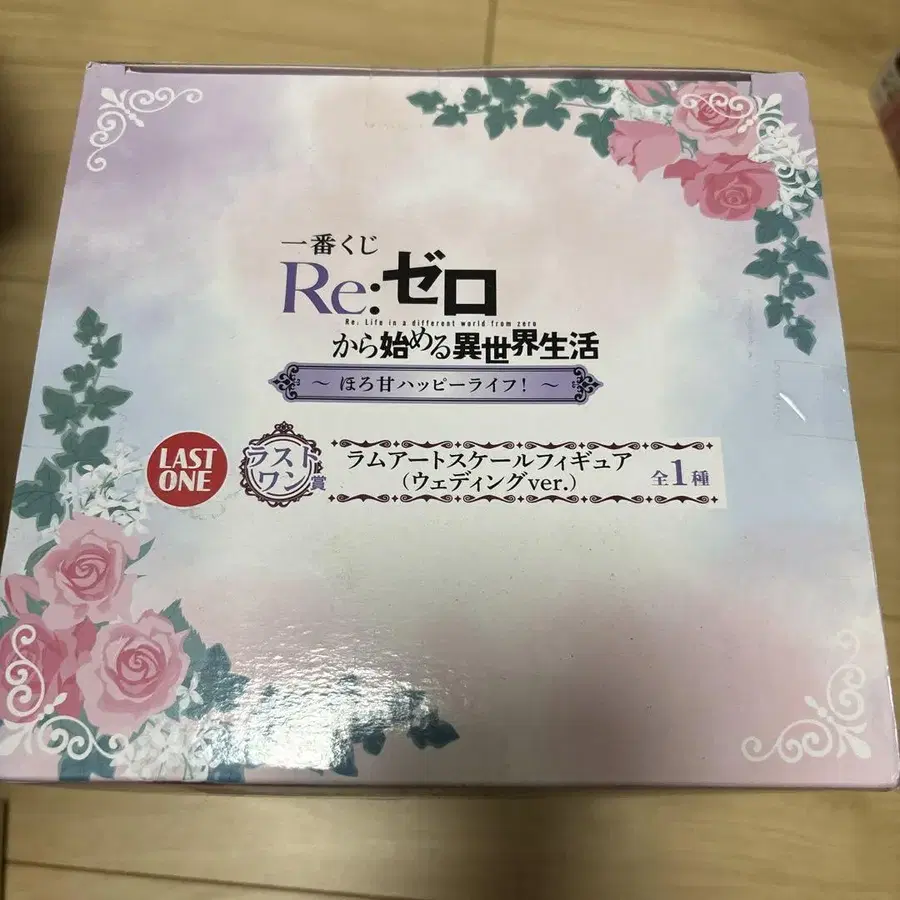 一番くじ
Re:ゼロ
Re: Life in a different world from zero
から始める異世界生活
～ ほろ甘ハッピーライフ! ～
LAST
ONE
ラスト
ワン賞
ラムアートスケールフィギュア
(ウェディングver.)
全1種